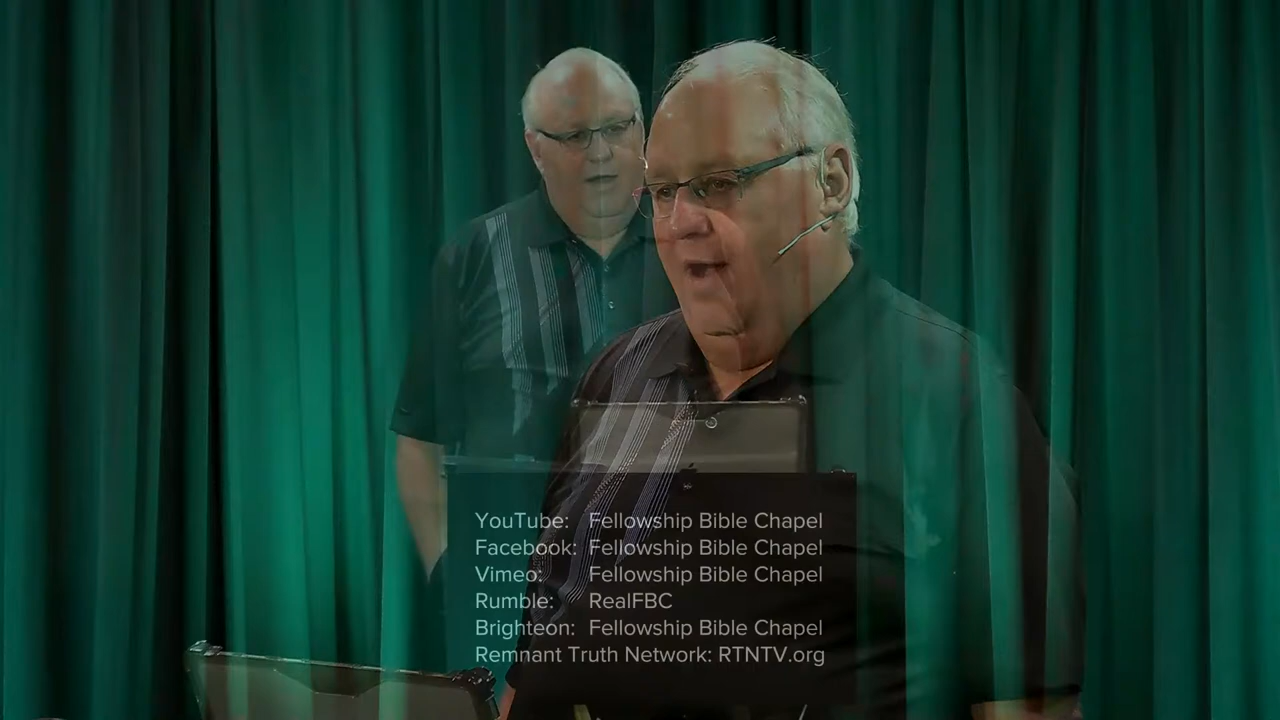 YouTube: Fellowship Bible Chapel
Facebook: Fellowship Bible Chapel
Vimeo: Fellowship Bible Chapel
Rumble: RealFBC
Brighteon: Fellowship Bible Chapel
Remnant Truth Network: RTNTV.org